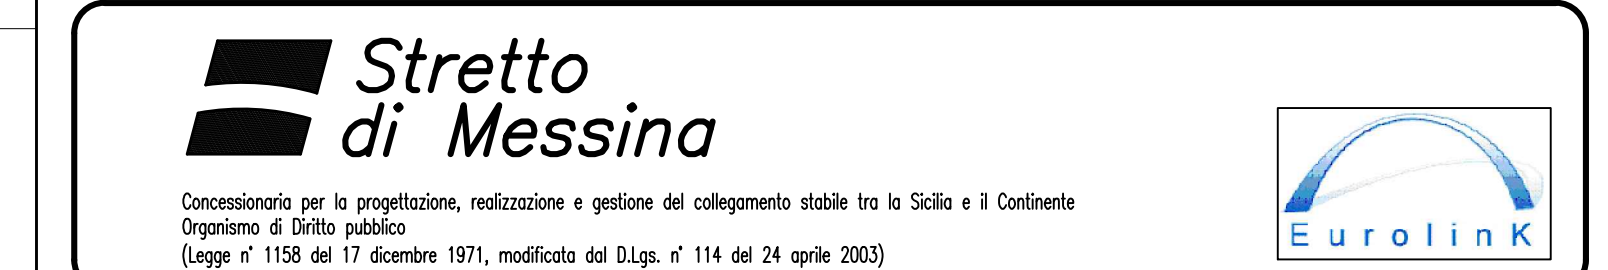 Stretto
di Messina
Concessionaria per la progettazione, realizzazione e gestione del collegamento stabile tra la Sicilia e il Continente
Organismo di Diritto pubblico
(Legge n° 1158 del 17 dicembre 1971, modificata dal D.Lgs. n° 114 del 24 aprile 2003)
EurolinK